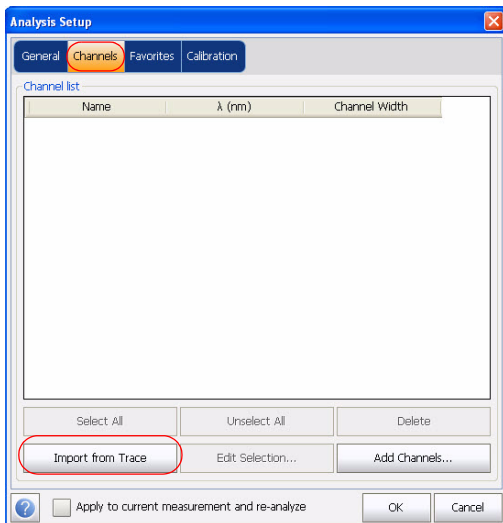 Analysis Setup
General Channels Favorites Calibration
Channel list
Name λ (nm) Channel Width
Select All Unselect All Delete
Import from Trace Edit Selection... Add Channels...
? Apply to current measurement and re-analyze OK Cancel